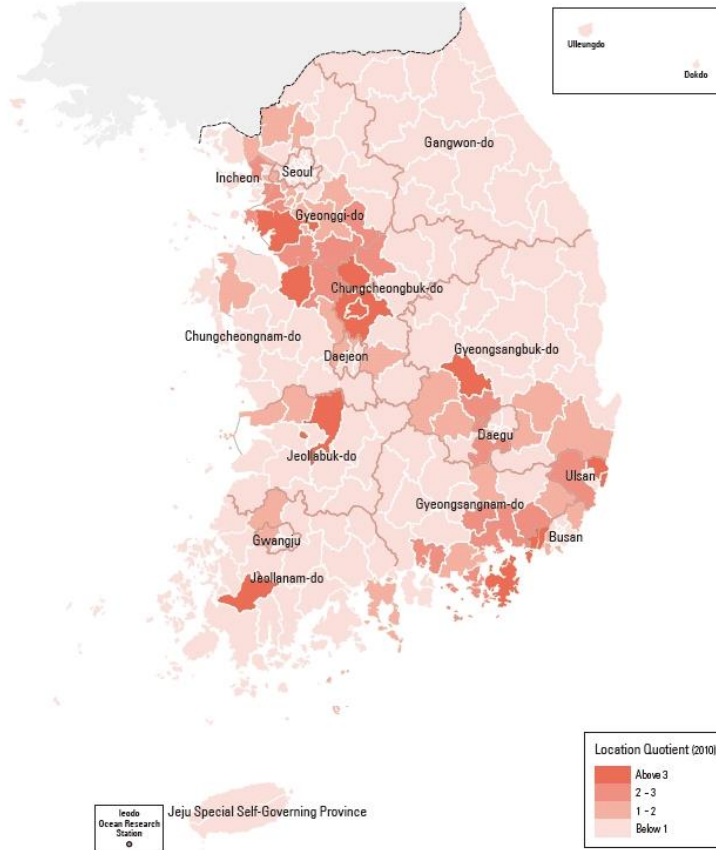 Ulleungdo
Dokdo
Gangwon-do
Incheon
Seoul
Gyeonggi-do
Chungcheongbuk-do
Chungcheongnam-do
Daejeon
Gyeongsangbuk-do
Daegu
Jeollabuk-do
Ulsan
Gyeongsangnam-do
Busan
Gwangju
Jeollanam-do
Location Quotient (2010)
Above 3
2 - 3
1 - 2
Below 1
Ieodo
Ocean Research
Station
Jeju Special Self-Governing Province